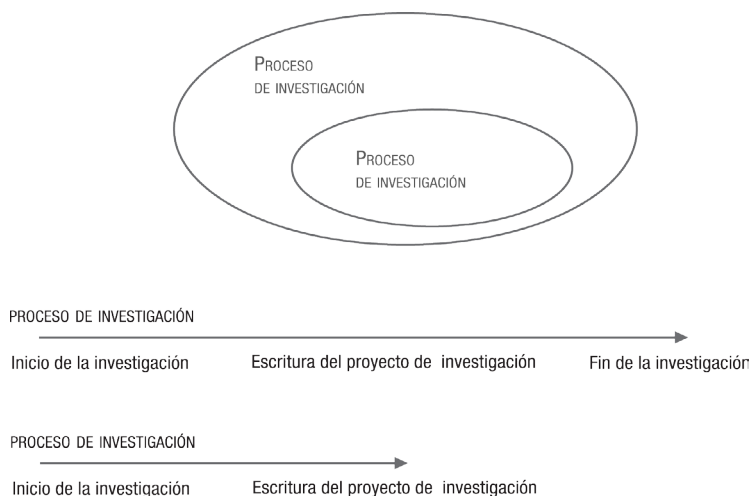 PROCESO
DE INVESTIGACIÓN
PROCESO
DE INVESTIGACIÓN
PROCESO DE INVESTIGACIÓN
Inicio de la investigación Escritura del proyecto de investigación Fin de la investigación
PROCESO DE INVESTIGACIÓN
Inicio de la investigación Escritura del proyecto de investigación